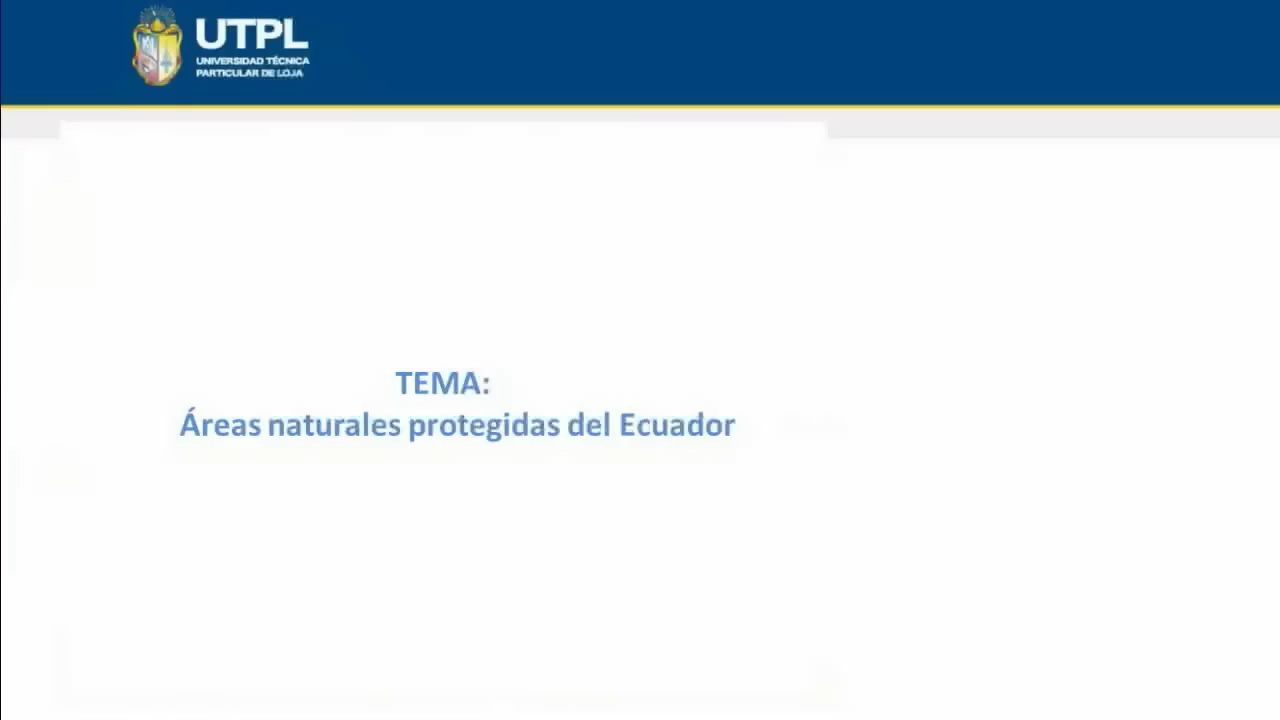 UTPL
UNIVERSIDAD TÉCNICA
PARTICULAR DE LOJA
TEMA:
Áreas naturales protegidas del Ecuador